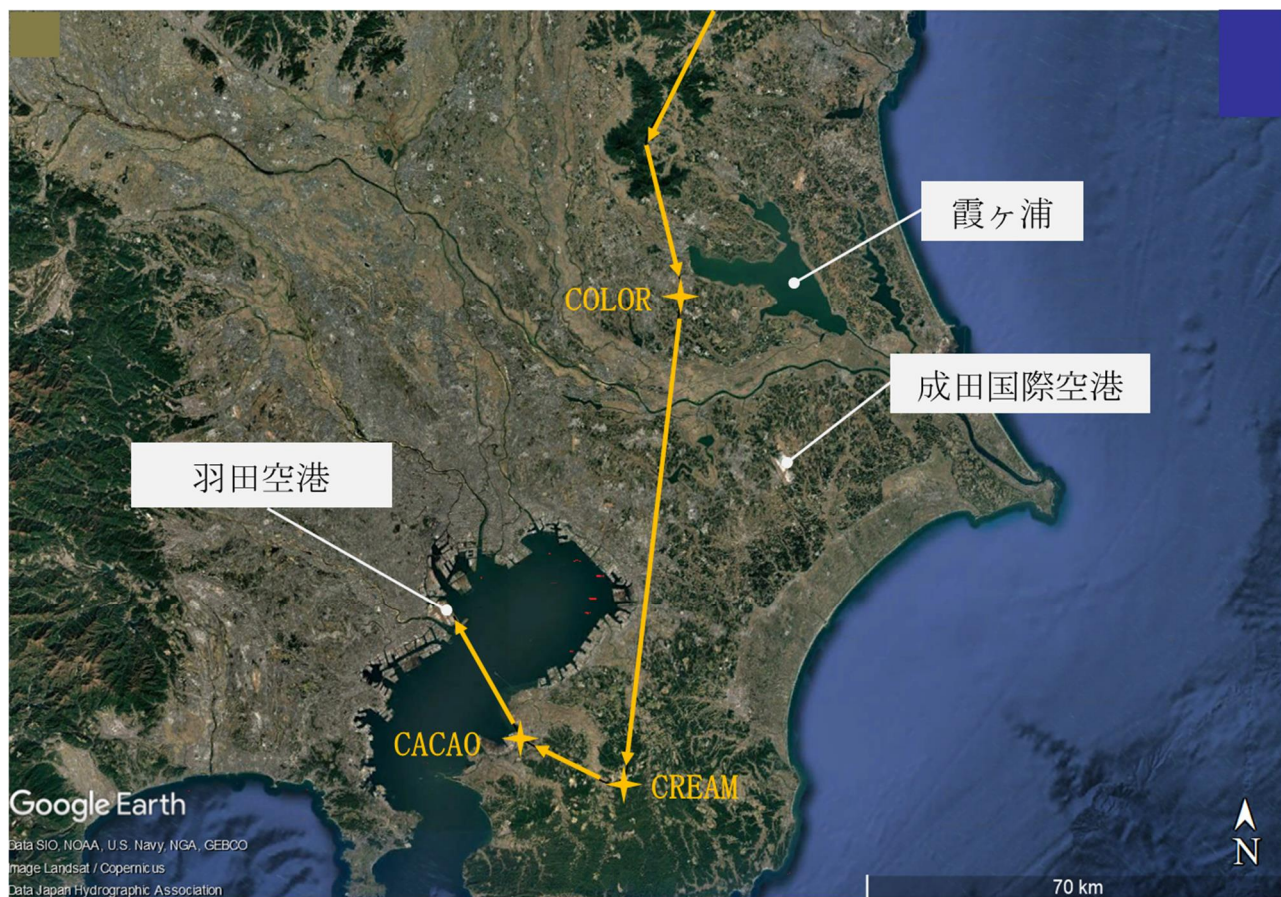 霞ヶ浦
COLOR
成田国際空港
羽田空港
CACAO
CREAM
Google Earth
Data SIO, NOAA, U.S. Navy, NGA, GEBCO
Image Landsat / Copernicus
Data Japan Hydrographic Association
N
70 km